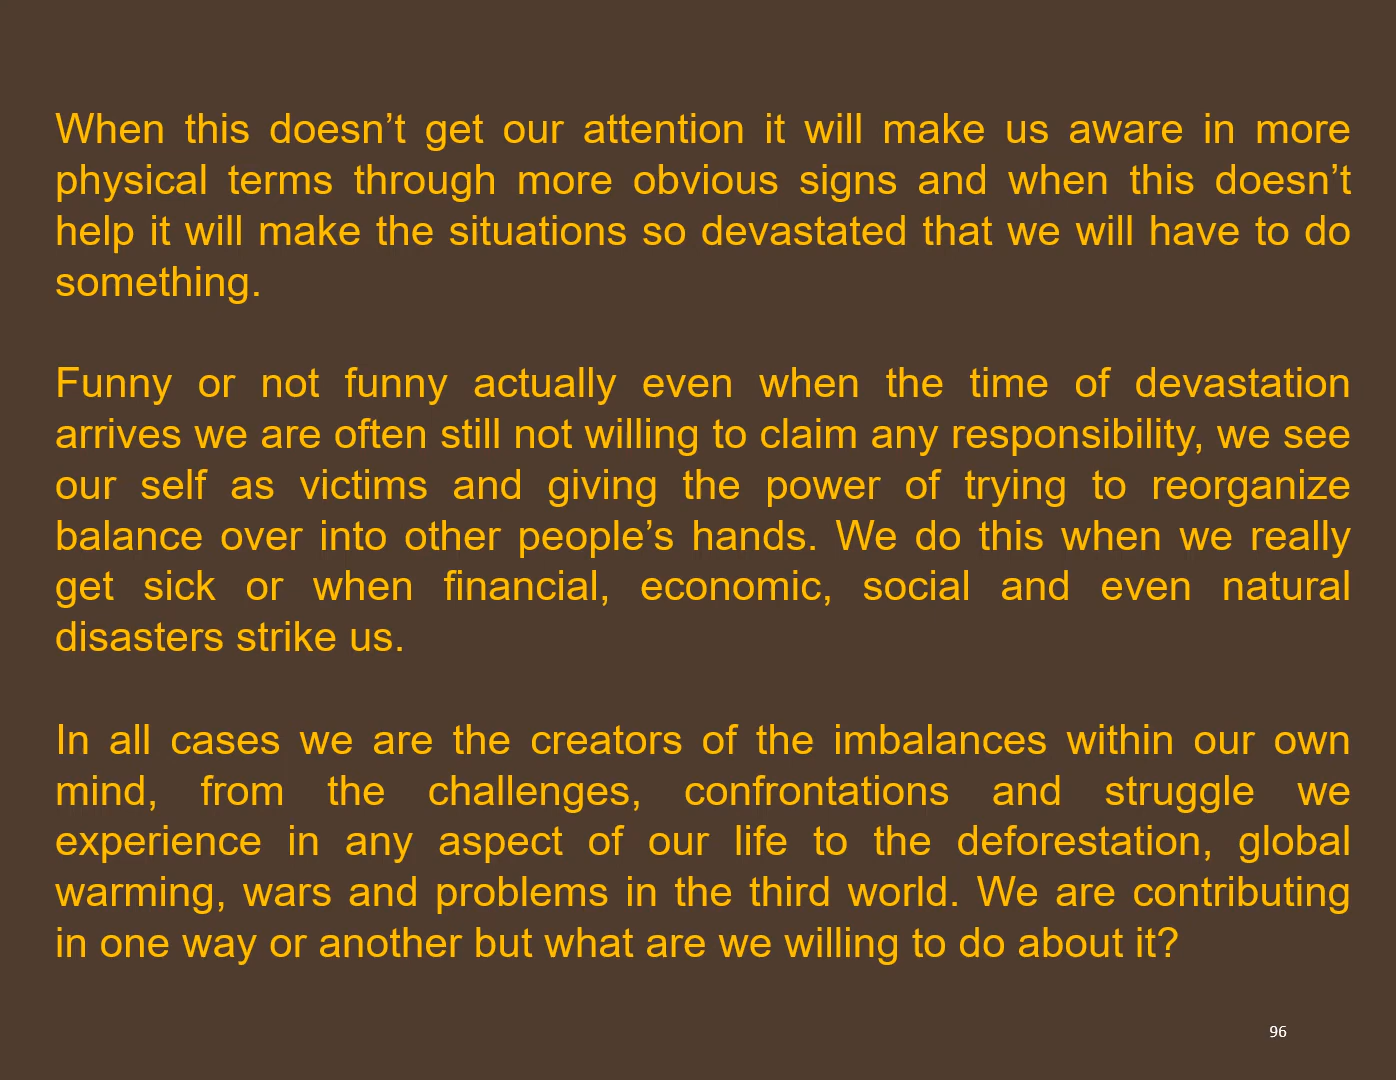 When this doesn’t get our attention it will make us aware in more
physical terms through more obvious signs and when this doesn’t
help it will make the situations so devastated that we will have to do
something.
Funny or not funny actually even when the time of devastation
arrives we are often still not willing to claim any responsibility, we see
our self as victims and giving the power of trying to reorganize
balance over into other people’s hands. We do this when we really
get sick or when financial, economic, social and even natural
disasters strike us.
In all cases we are the creators of the imbalances within our own
mind, from the challenges, confrontations and struggle we
experience in any aspect of our life to the deforestation, global
warming, wars and problems in the third world. We are contributing
in one way or another but what are we willing to do about it?
96